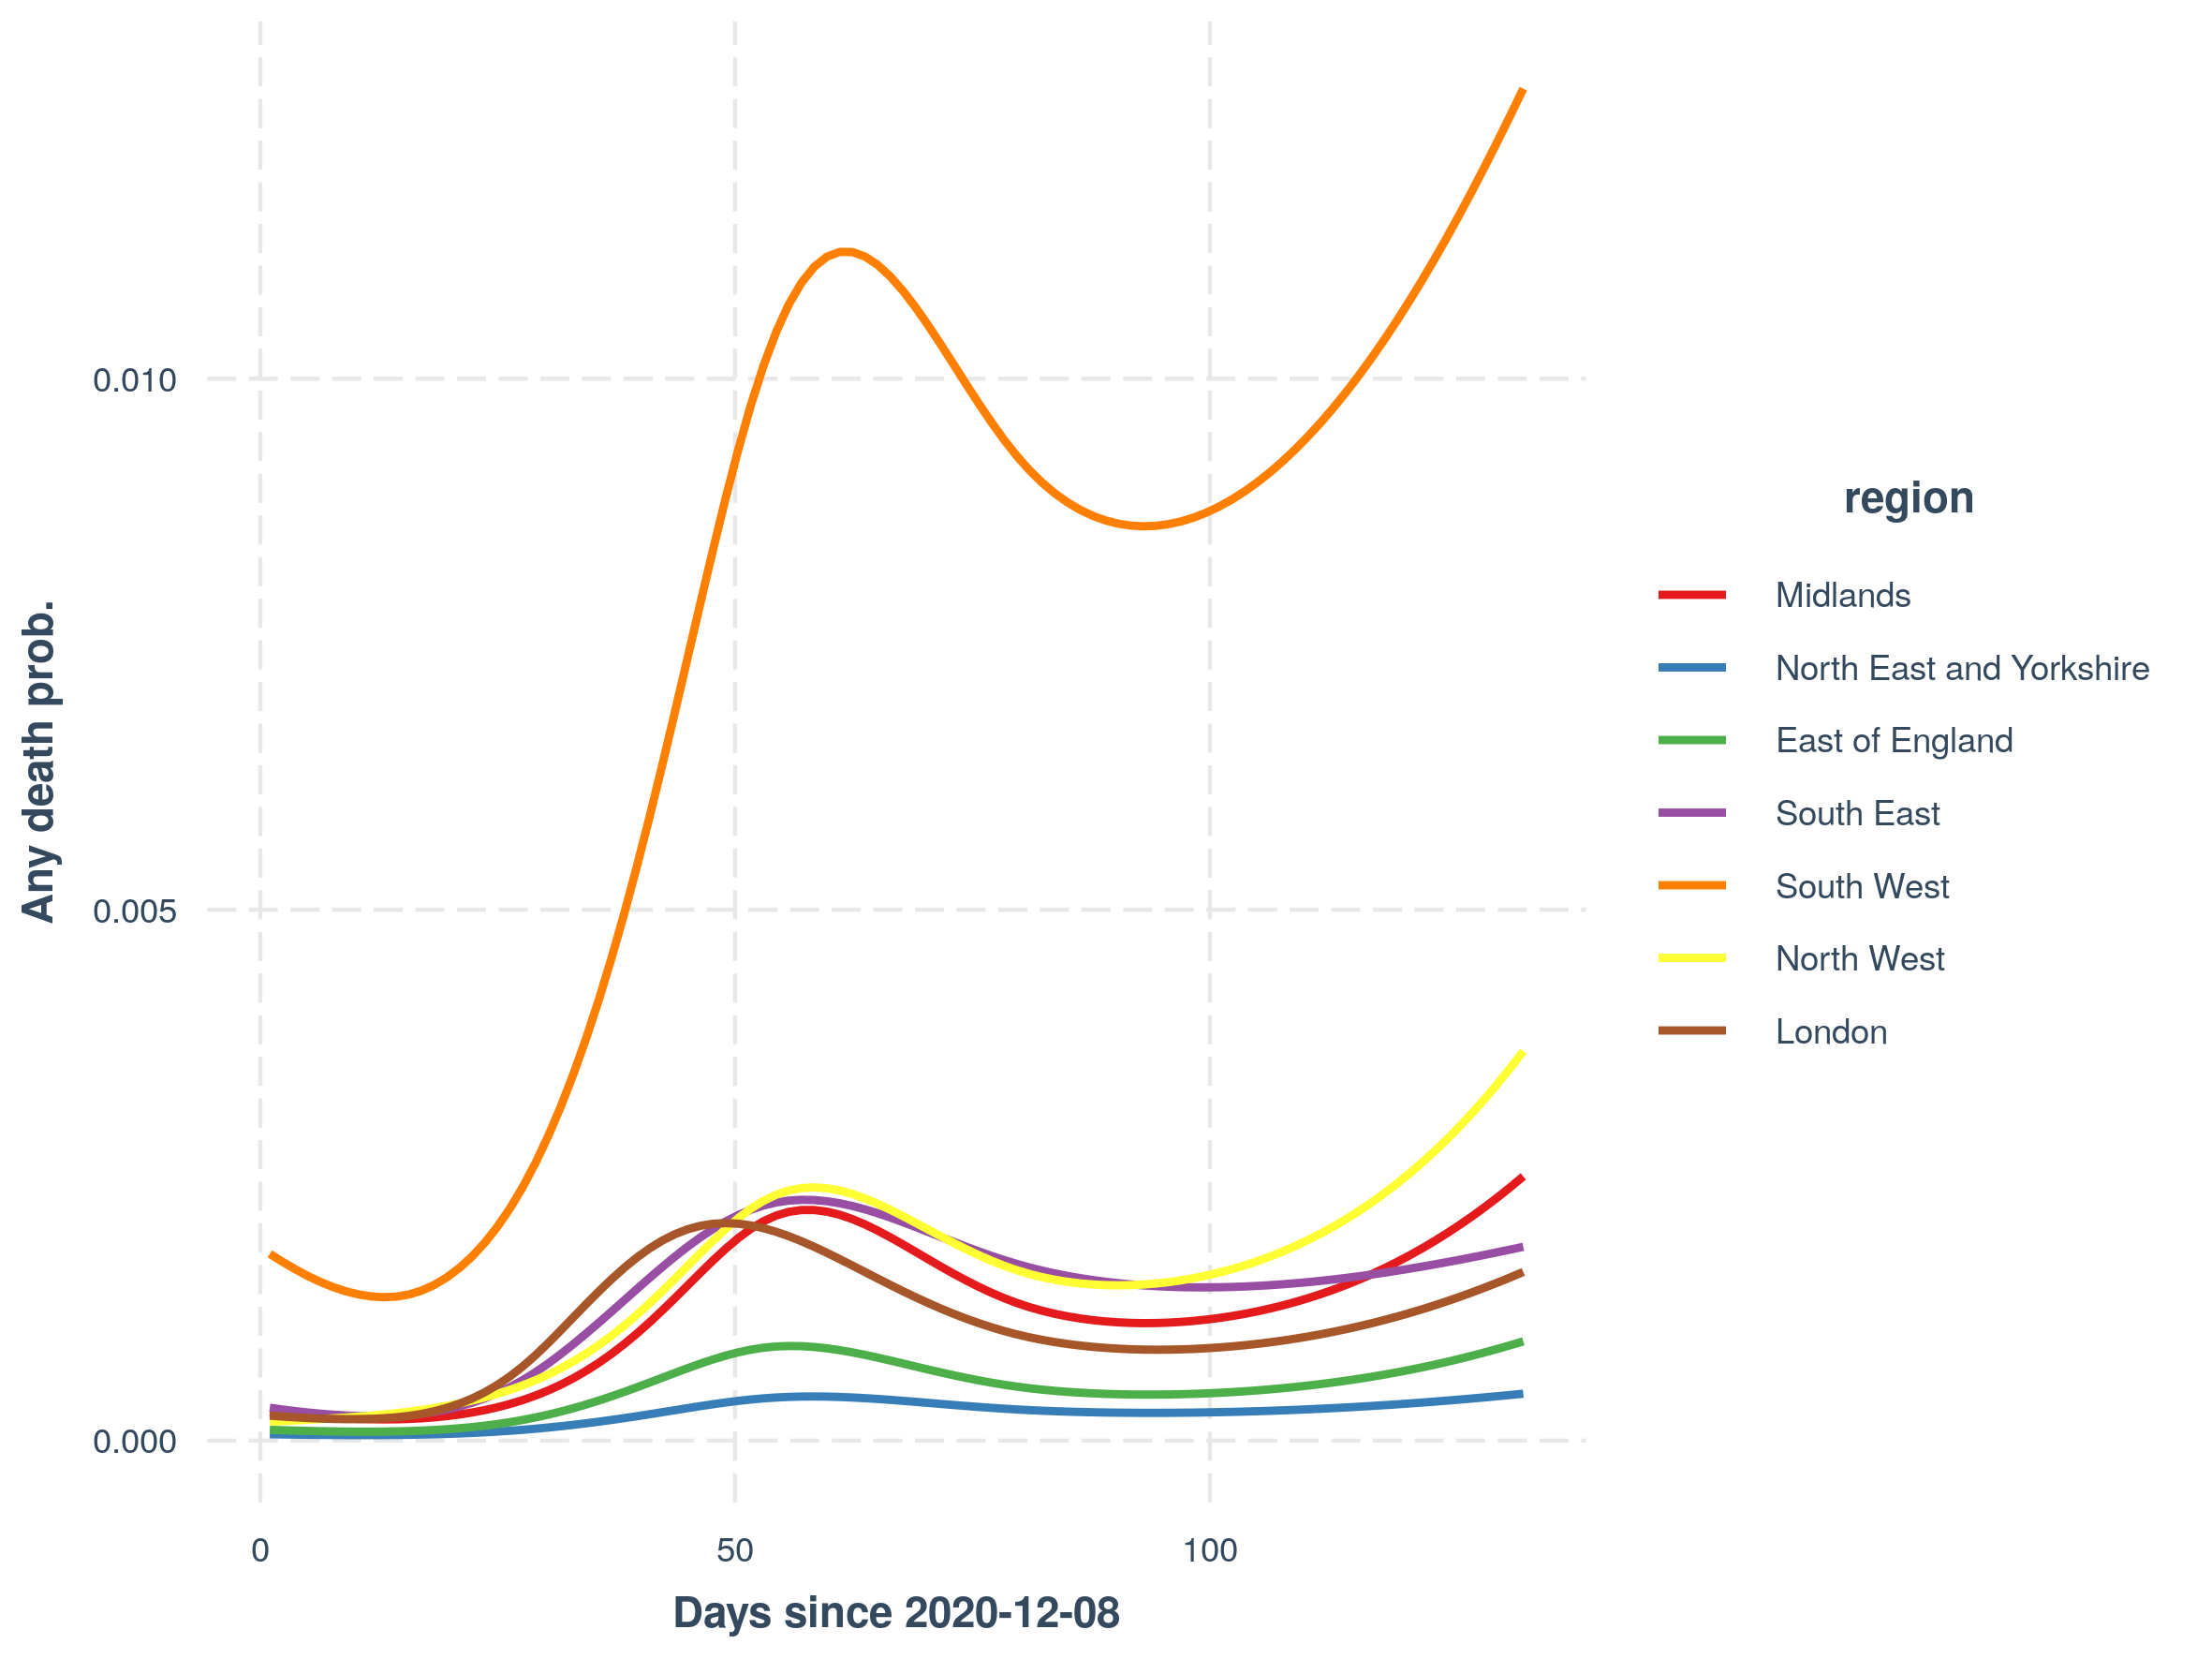 Any death prob.
0.010
0.005
0.000
0
50
100
Days since 2020-12-08
region
Midlands
North East and Yorkshire
East of England
South East
South West
North West
London